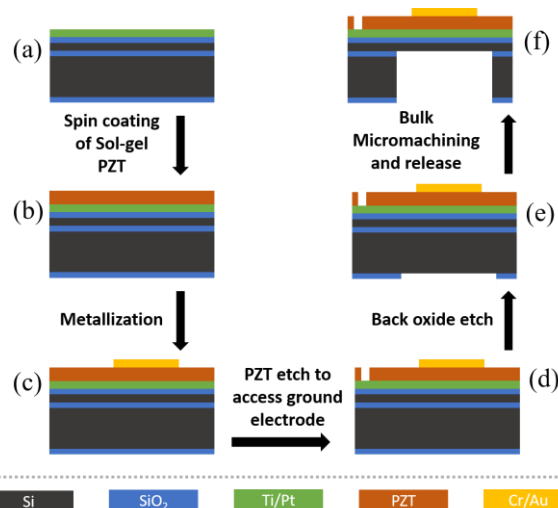 (a)
Spin coating
of Sol-gel
PZT
(b)
Metallization
(c)
PZT etch to
access ground
electrode
(d)
Back oxide etch
(e)
Bulk
Micromachining
and release
(f)
Si
SiO₂
Ti/Pt
PZT
Cr/Au